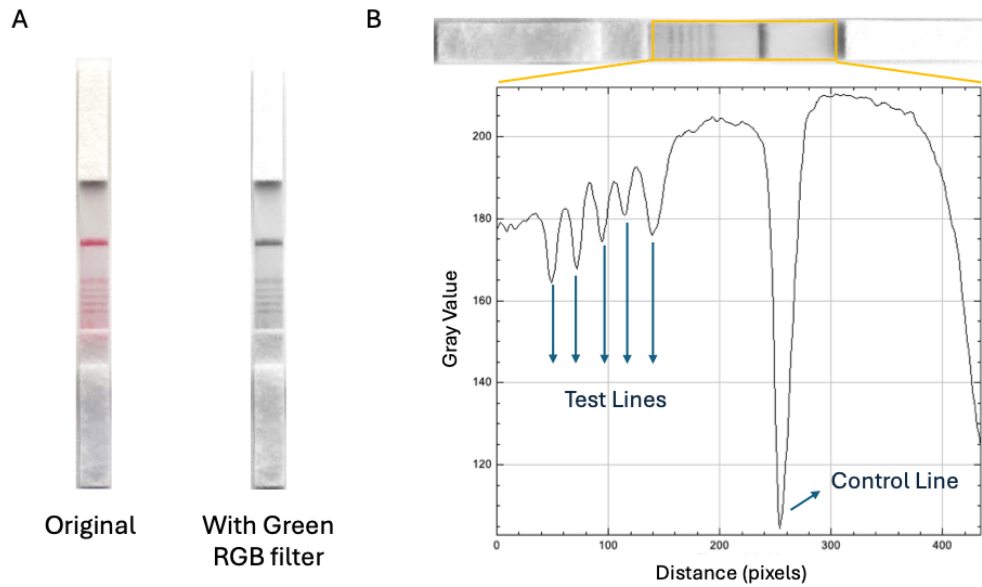 A
Original
With Green
RGB filter
B
Gray Value
200
180
160
140
120
Test Lines
Control Line
0
100
200
300
400
Distance (pixels)